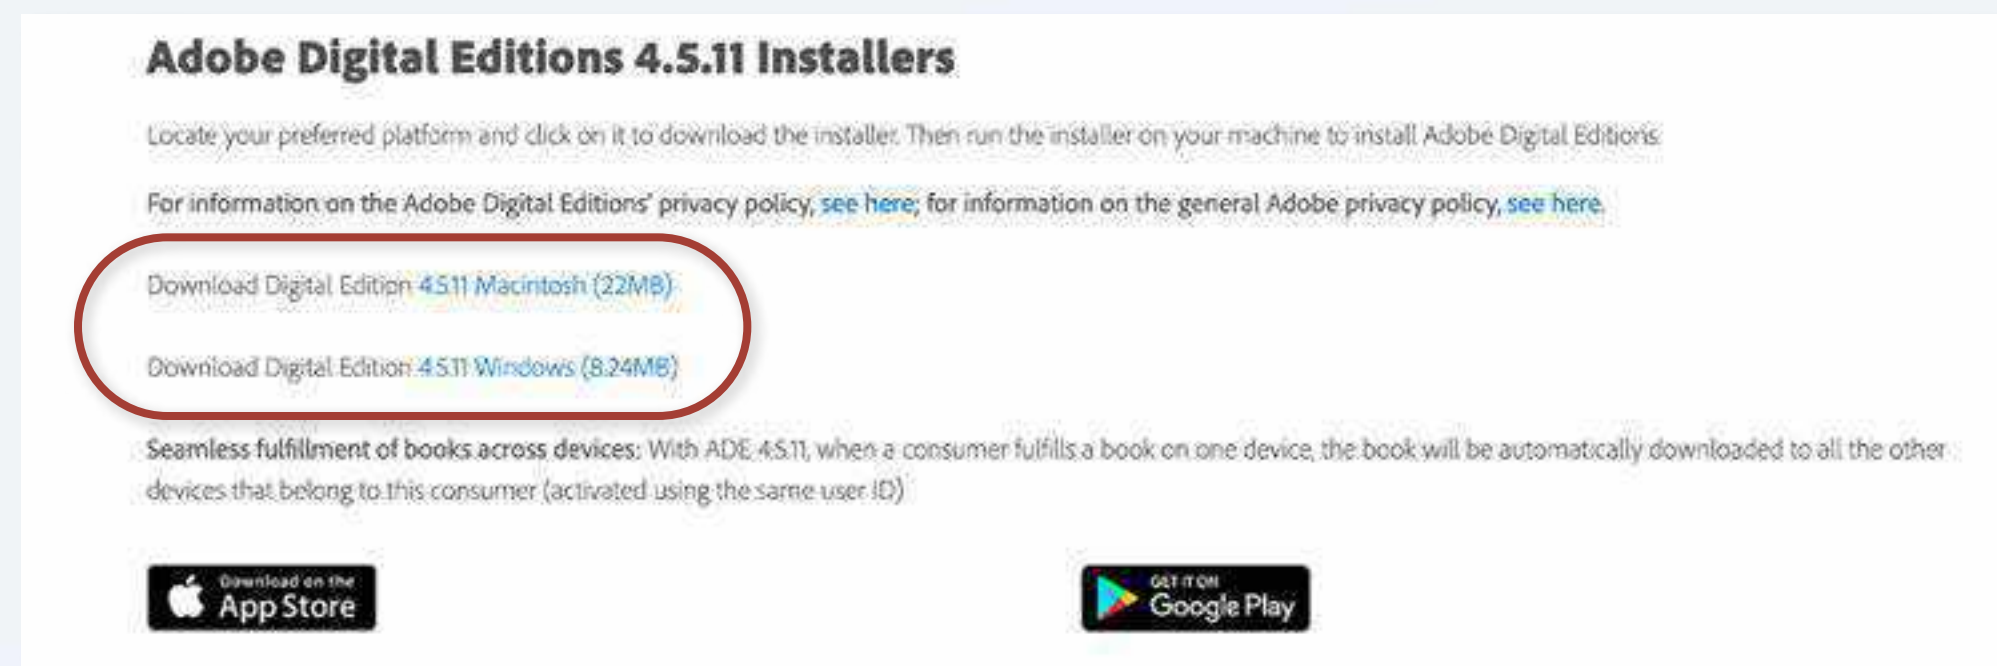 Adobe Digital Editions 4.5.11 Installers
Locate your preferred platform and click on it to download the installer. Then run the installer on your machine to install Adobe Digital Editions.
For information on the Adobe Digital Editions' privacy policy, see here; for information on the general Adobe privacy policy, see here.
Download Digital Edition 4.5.11 Macintosh (22MB)
Download Digital Edition 4.5.11 Windows (8.24MB)
Seamless fulfillment of books across devices: With ADE 4.5.11, when a consumer fulfills a book on one device, the book will be automatically downloaded to all the other
devices that belong to this consumer (activated using the same user ID)
Download on the
App Store
GET IT ON
Google Play